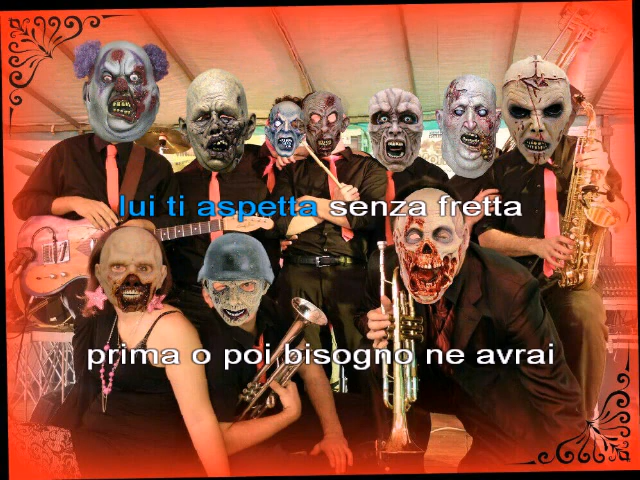 lui ti aspetta senza fretta
prima o poi bisogno ne avrai